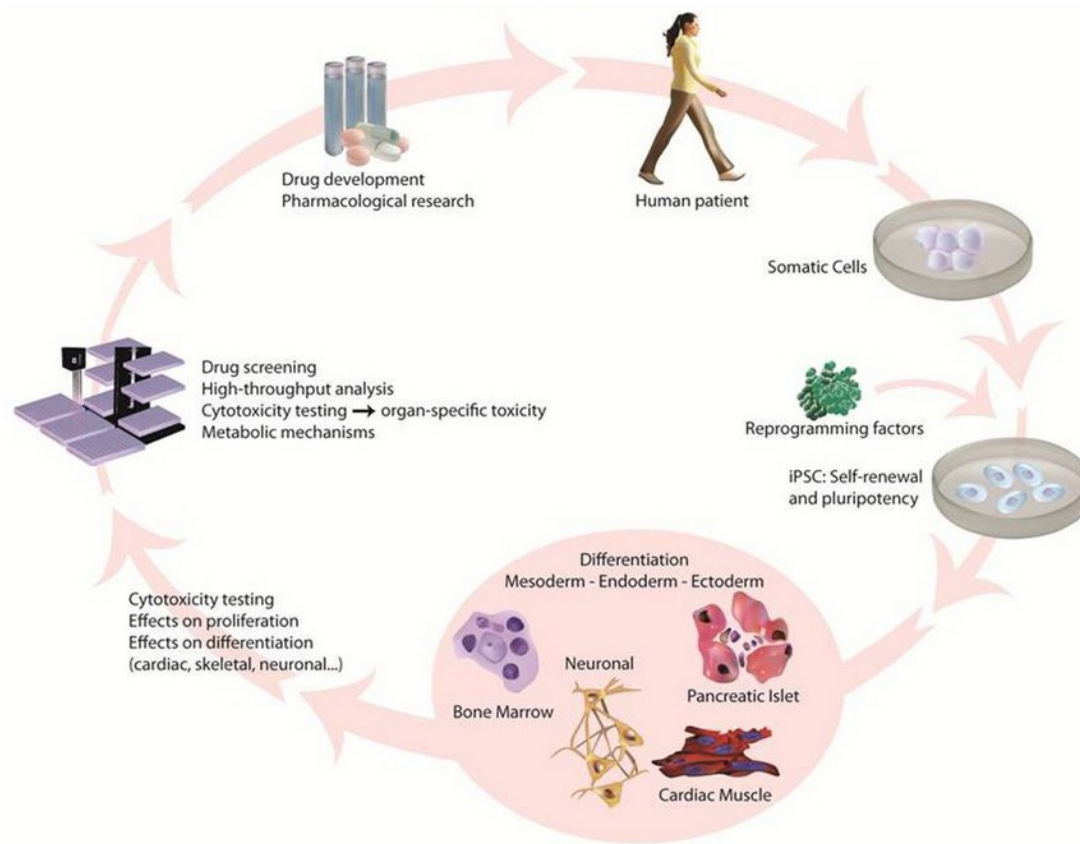 Drug development
Pharmacological research
Human patient
Somatic Cells
Drug screening
High-throughput analysis
Cytotoxicity testing → organ-specific toxicity
Metabolic mechanisms
Reprogramming factors
iPSC: Self-renewal
and pluripotency
Differentiation
Mesoderm - Endoderm - Ectoderm
Cytotoxicity testing
Effects on proliferation
Effects on differentiation
(cardiac, skeletal, neuronal...)
Neuronal
Bone Marrow
Pancreatic Islet
Cardiac Muscle